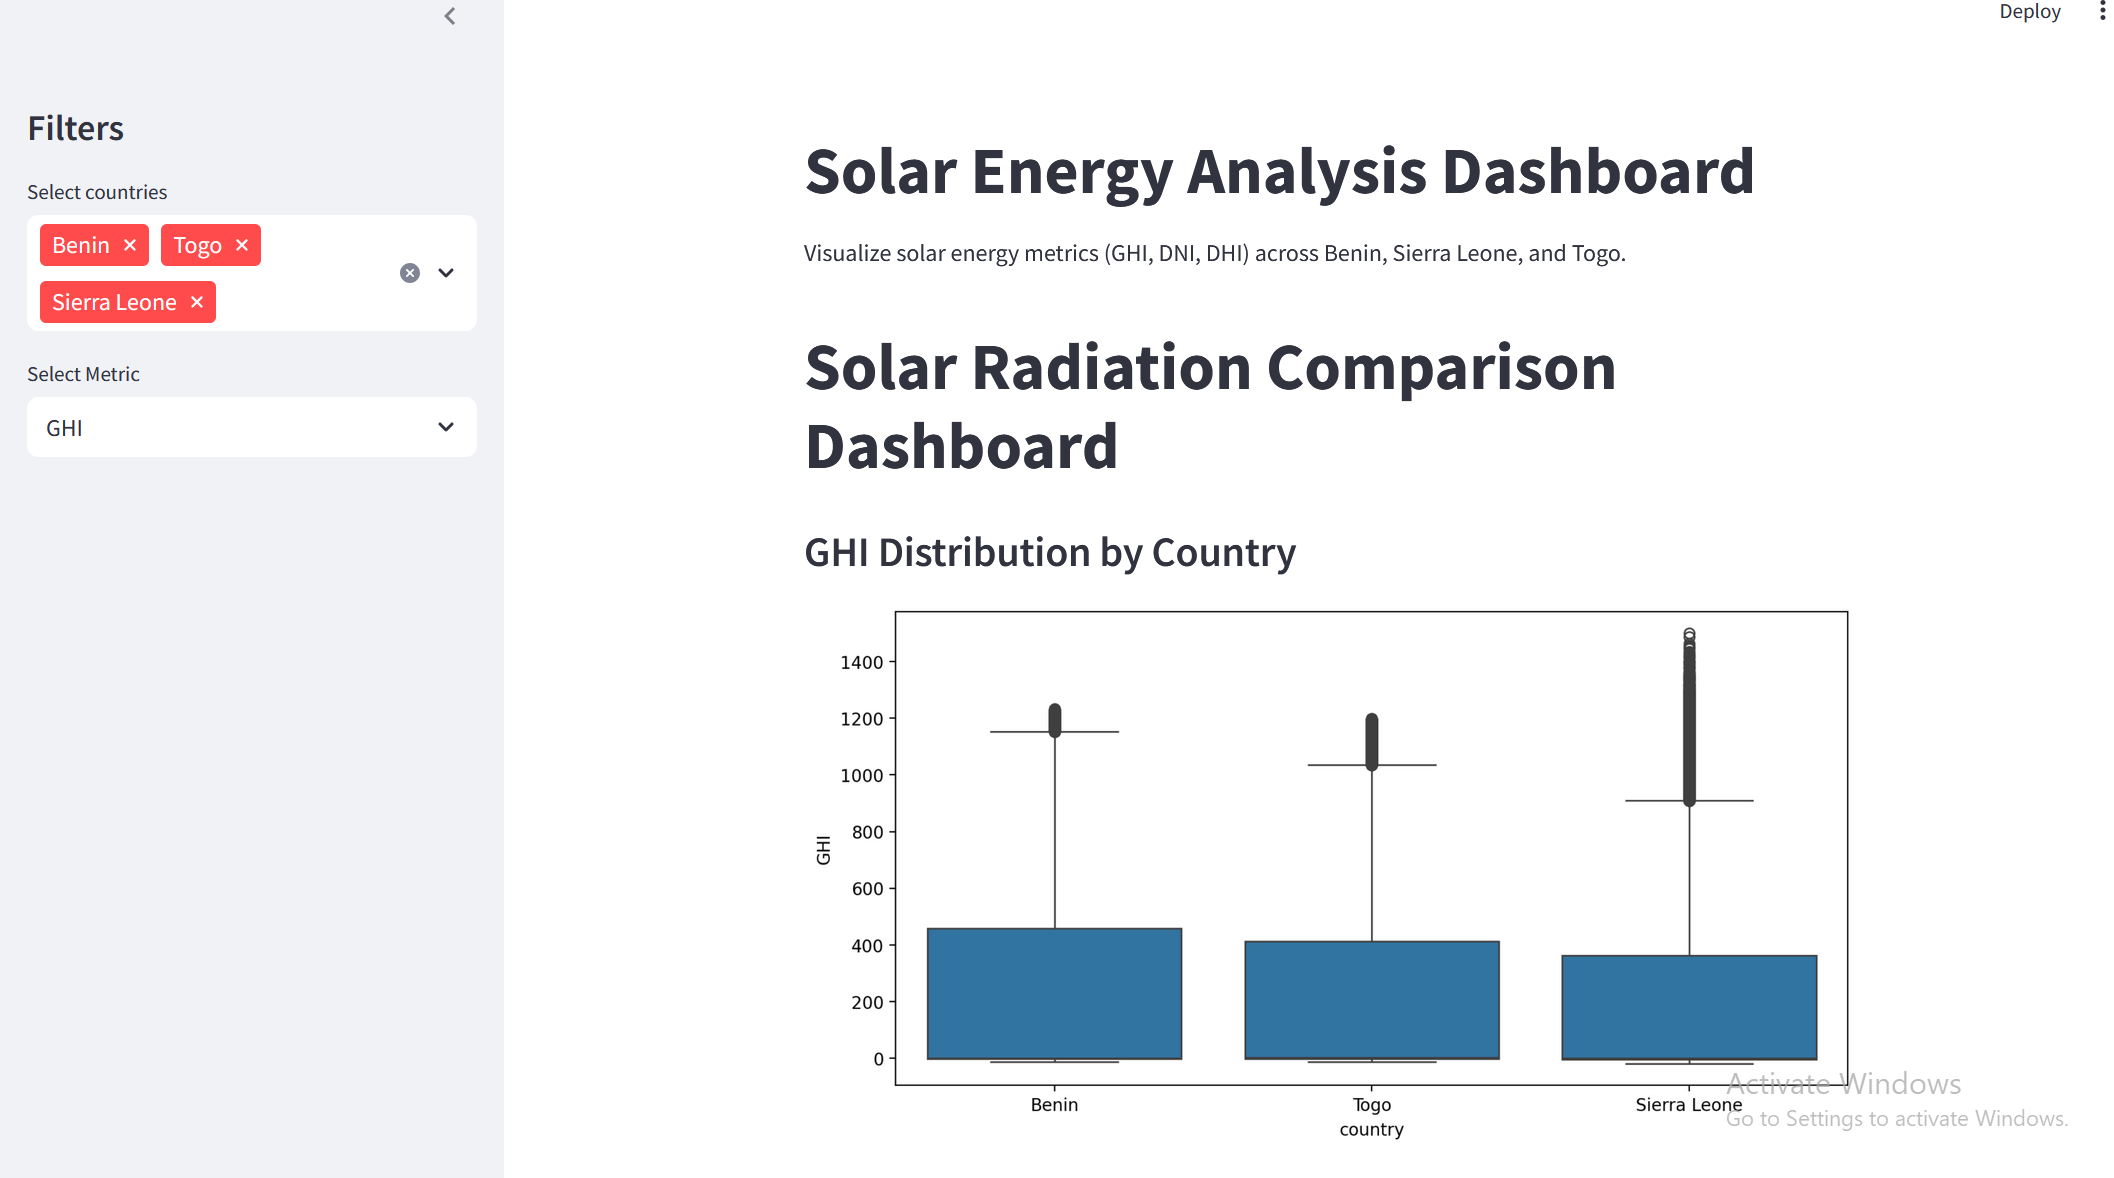 Deploy
Filters
Select countries
Benin
Togo
Sierra Leone
Select Metric
GHI
Solar Energy Analysis Dashboard
Visualize solar energy metrics (GHI, DNI, DHI) across Benin, Sierra Leone, and Togo.
Solar Radiation Comparison
Dashboard
GHI Distribution by Country
1400
1200
1000
800
600
400
200
0
GHI
Benin
Togo
Sierra Leone
country
Activate Windows
Go to Settings to activate Windows.